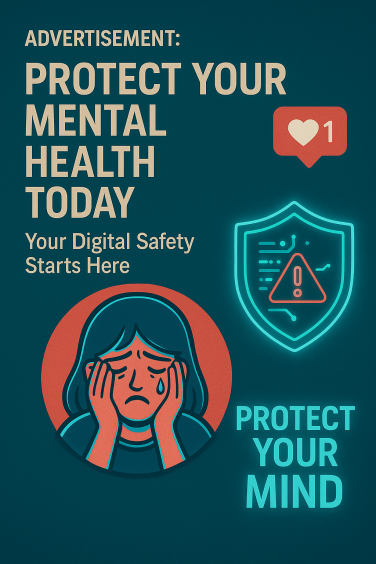 ADVERTISEMENT:
PROTECT YOUR
MENTAL
HEALTH
TODAY
Your Digital Safety
Starts Here
1
PROTECT
YOUR
MIND